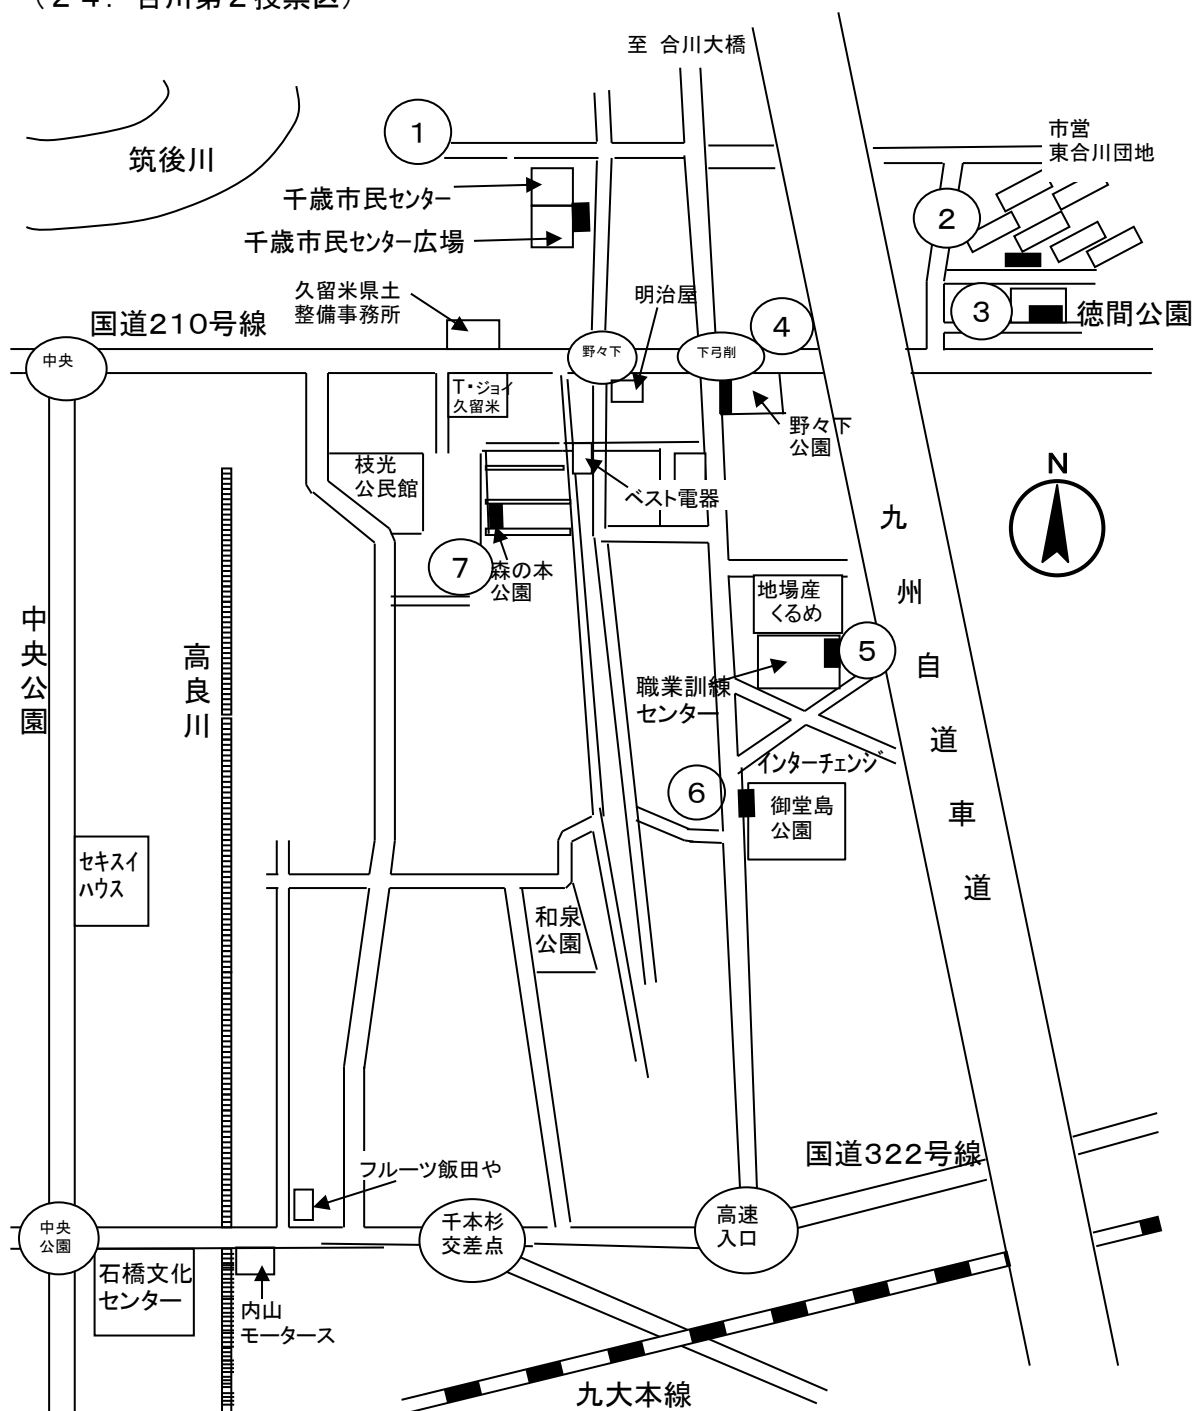 （２４．合川第２投票区）
至 合川大橋
1
市営
東合川団地
筑後川
千歳市民センター
2
千歳市民センター広場
久留米県土
整備事務所
明治屋
3
徳間公園
国道210号線
4
中央
野々下
下弓削
T・ジョイ
久留米
野々下
公園
枝光
公民館
ベスト電器
N
九州自動車道
7
森の本
公園
地場産
くるめ
中央公園
高良川
5
職業訓練
センター
インターチェンジ
6
御堂島
公園
セキスイ
ハウス
和泉
公園
国道322号線
フルーツ飯田や
中央
公園
千本杉
交差点
高速
入口
石橋文化
センター
内山
モータース
九大本線